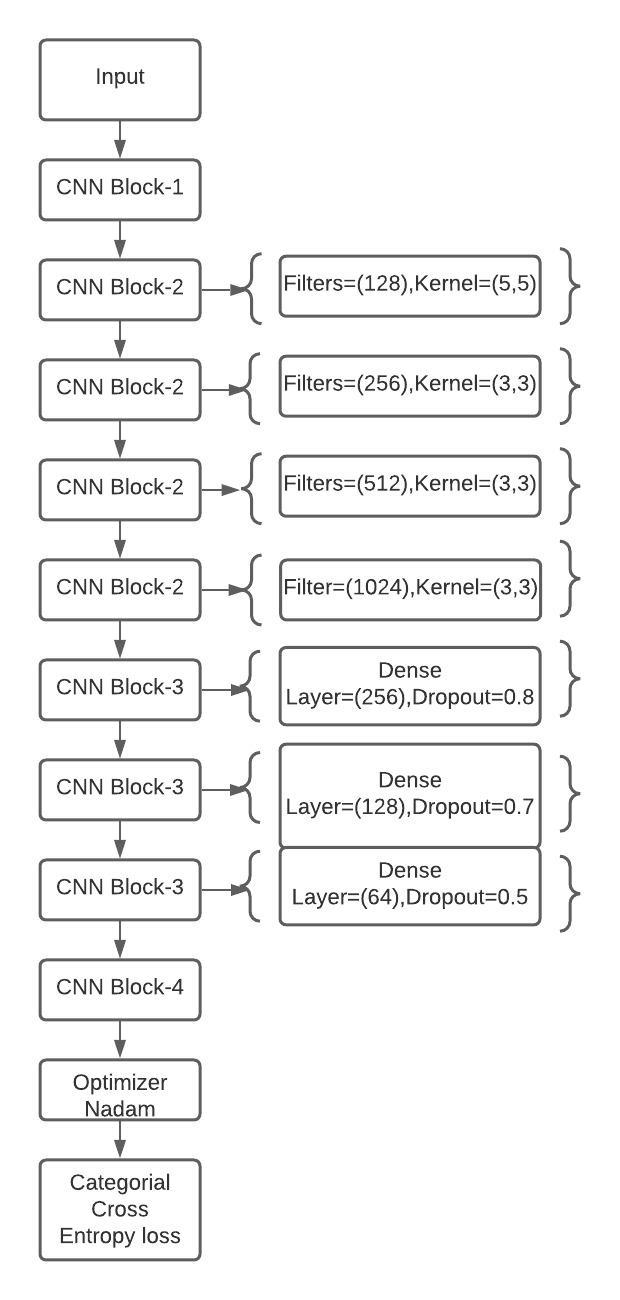 Input
CNN Block-1
CNN Block-2
Filters=(128),Kernel=(5,5)
CNN Block-2
Filters=(256),Kernel=(3,3)
CNN Block-2
Filters=(512),Kernel=(3,3)
CNN Block-2
Filter=(1024),Kernel=(3,3)
CNN Block-3
Dense
Layer=(256),Dropout=0.8
CNN Block-3
Dense
Layer=(128),Dropout=0.7
CNN Block-3
Dense
Layer=(64),Dropout=0.5
CNN Block-4
Optimizer
Nadam
Categorial
Cross
Entropy loss